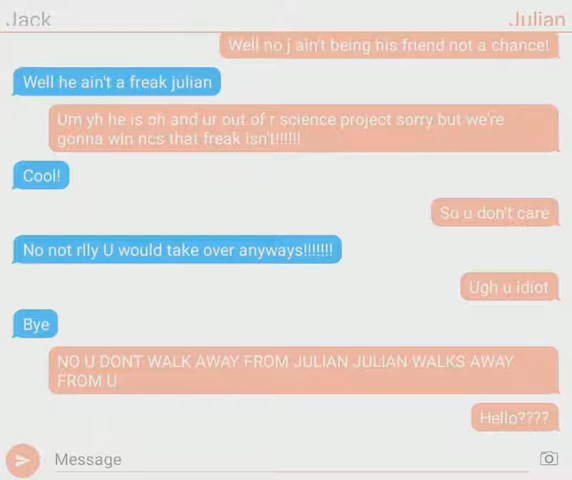 Jack
Julian
Well no j ain't being his friend not a chance!
Well he ain't a freak julian
Um yh he is oh and ur out of r science project sorry but we're
gonna win ncs that freak isn't!!!!!!
Cool!
So u don't care
No not rlly U would take over anyways!!!!!!!
Ugh u idiot
Bye
NO U DONT WALK AWAY FROM JULIAN JULIAN WALKS AWAY
FROM U
Hello????
Message